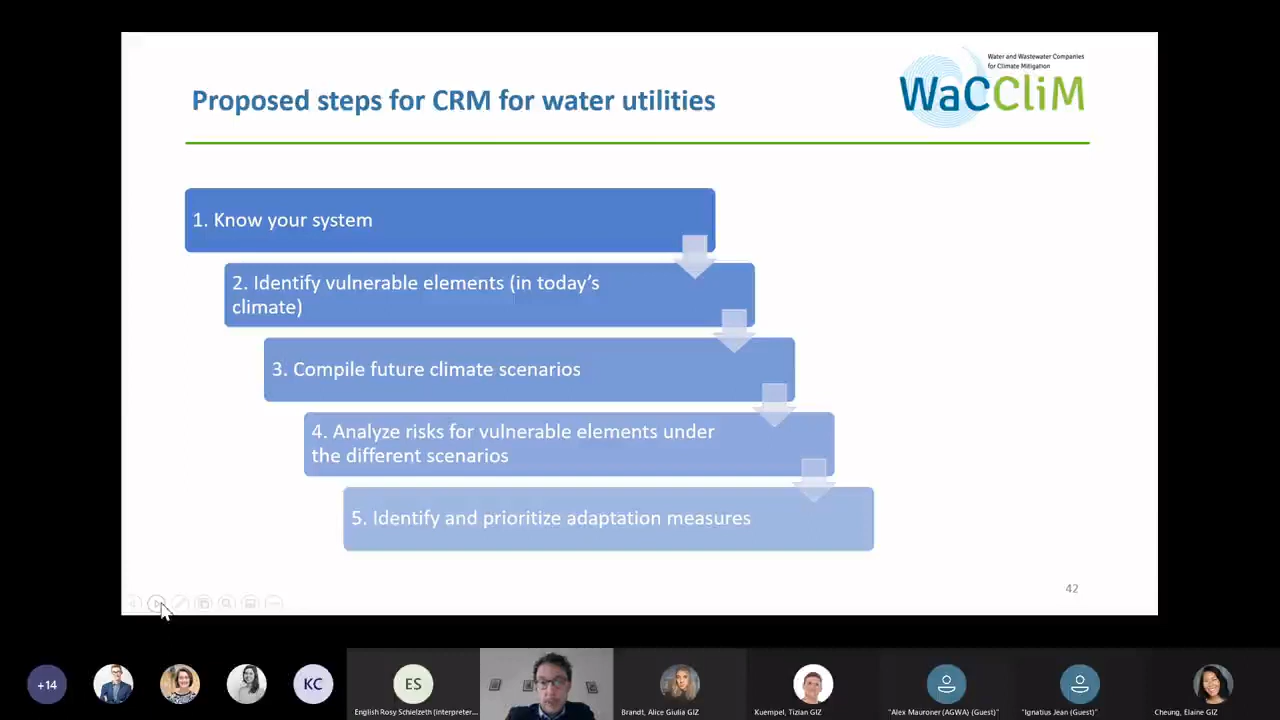 Water and Wastewater Companies
for Climate Mitigation
WaCCliM
Proposed steps for CRM for water utilities
1. Know your system
2. Identify vulnerable elements (in today's
climate)
3. Compile future climate scenarios
4. Analyze risks for vulnerable elements under
the different scenarios
5. Identify and prioritize adaptation measures
42
+14
KC
ES
English Rosy Schielzeth (interpreter...
Brandt, Alice Giulia GIZ
Kuempel, Tizian GIZ
"Alex Mauroner (AGWA) (Guest)"
"Ignatius Jean (Guest)"
Cheung, Elaine GIZ